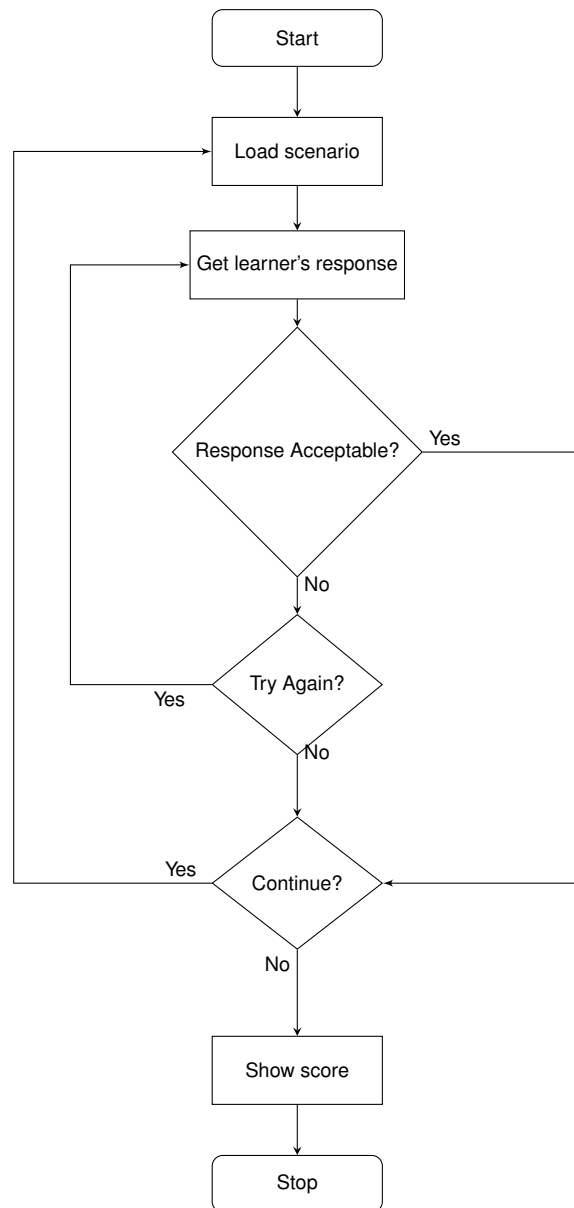 Start
Load scenario
Get learner's response
Response Acceptable?
Yes
No
Try Again?
Yes
No
Continue?
Yes
No
Show score
Stop